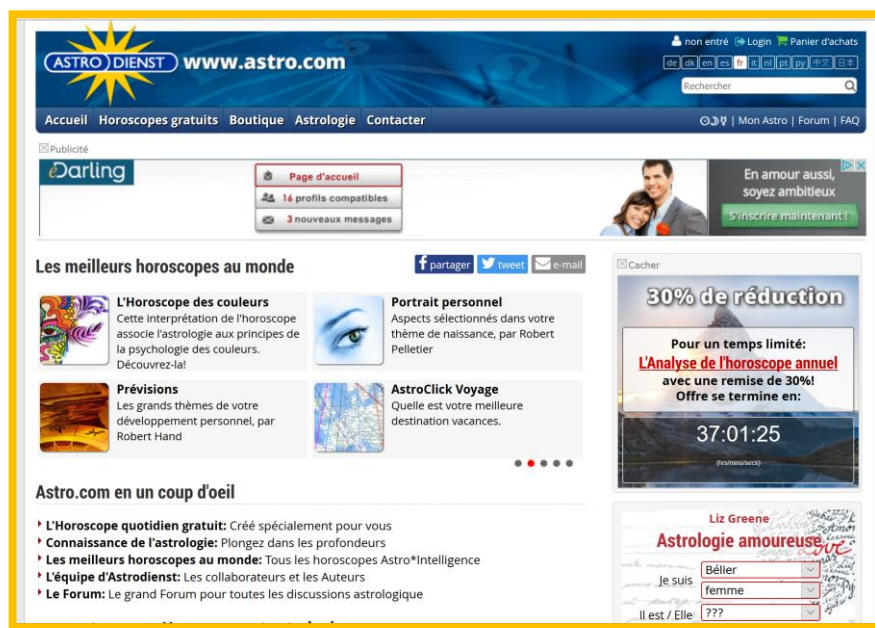 ASTRO DIENST www.astro.com
non entré Login Panier d'achats
de dk en es fr it nl pt py 中文 日本
Rechercher
Accueil Horoscopes gratuits Boutique Astrologie Contacter
| Mon Astro | Forum | FAQ
Publicité
eDarling
Page d'accueil
16 profils compatibles
3 nouveaux messages
En amour aussi,
soyez ambitieux
S'inscrire maintenant !
Les meilleurs horoscopes au monde
partager tweet e-mail
L'Horoscope des couleurs
Cette interprétation de l'horoscope
associe l'astrologie aux principes de
la psychologie des couleurs.
Découvrez-la!
Portrait personnel
Aspects sélectionnés dans votre
thème de naissance, par Robert
Pelletier
Prévisions
Les grands thèmes de votre
développement personnel, par
Robert Hand
AstroClick Voyage
Quelle est votre meilleure
destination vacances.
Astro.com en un coup d'oeil
L'Horoscope quotidien gratuit: Créé spécialement pour vous
Connaissance de l'astrologie: Plongez dans les profondeurs
Les meilleurs horoscopes au monde: Tous les horoscopes Astro*Intelligence
L'équipe d'Astrodienst: Les collaborateurs et les Auteurs
Le Forum: Le grand Forum pour toutes les discussions astrologique
Cacher
30% de réduction
Pour un temps limité:
L'Analyse de l'horoscope annuel
avec une remise de 30%!
Offre se termine en:
37:01:25
(hrs/mins/secs)
Liz Greene
Astrologie amoureuse
Love
Je suis
Bélier
femme
Il est / Elle
???